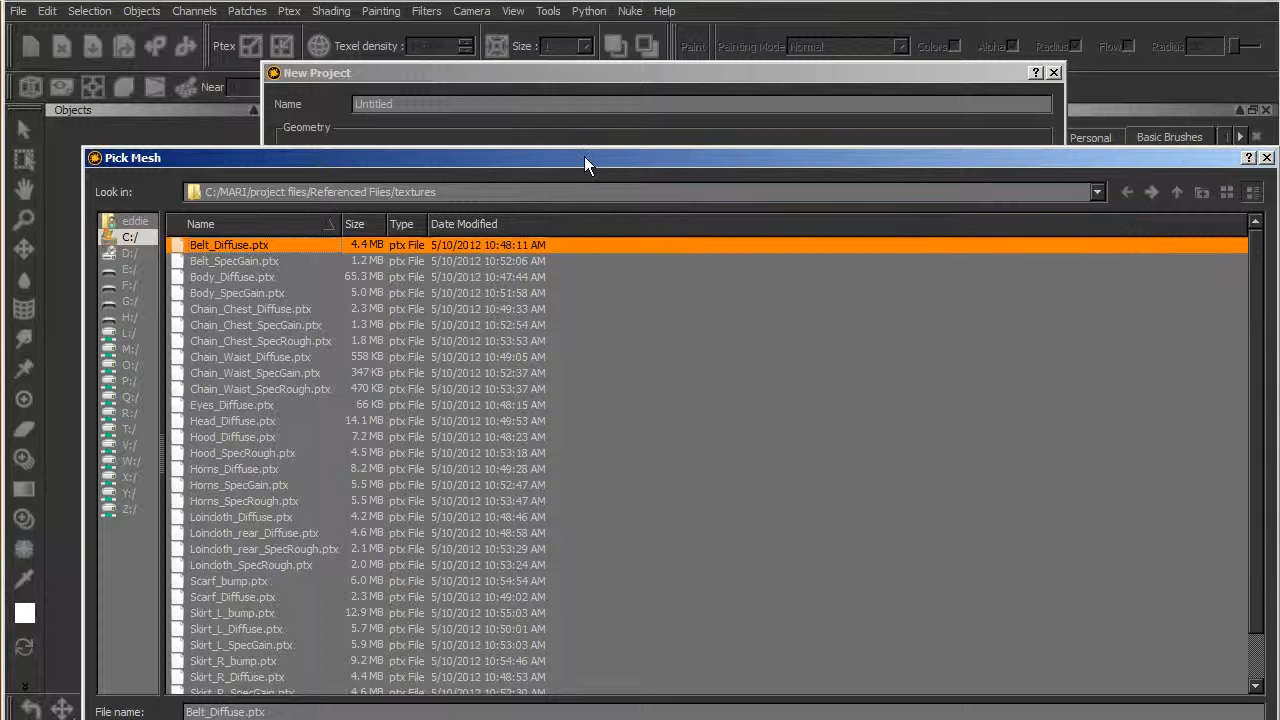 File Edit Selection Objects Channels Patches Ptex Shading Painting Filters Camera View Tools Python Nuke Help
Ptex Texel density : Size : 1 Paint Painting Mode Normal Colors Alpha Radius Flow Radius
Near
New Project
Objects
Name Untitled
Geometry
Personal Basic Brushes
Pick Mesh
Look in: C:/MARI/project files/Referenced Files/textures
eddie
C:/
D:/
E:/
F:/
G:/
H:/
L:/
M:/
O:/
P:/
Q:/
R:/
T:/
V:/
W:/
X:/
Y:/
Z:/
Name Size Type Date Modified
Belt_Diffuse.ptx 4.4 MB ptx File 5/10/2012 10:48:11 AM
Belt_SpecGain.ptx 1.2 MB ptx File 5/10/2012 10:52:06 AM
Body_Diffuse.ptx 65.3 MB ptx File 5/10/2012 10:47:44 AM
Body_SpecGain.ptx 5.0 MB ptx File 5/10/2012 10:51:58 AM
Chain_Chest_Diffuse.ptx 2.3 MB ptx File 5/10/2012 10:49:33 AM
Chain_Chest_SpecGain.ptx 1.3 MB ptx File 5/10/2012 10:52:54 AM
Chain_Chest_SpecRough.ptx 1.8 MB ptx File 5/10/2012 10:53:53 AM
Chain_Waist_Diffuse.ptx 558 KB ptx File 5/10/2012 10:49:05 AM
Chain_Waist_SpecGain.ptx 347 KB ptx File 5/10/2012 10:52:37 AM
Chain_Waist_SpecRough.ptx 470 KB ptx File 5/10/2012 10:53:37 AM
Eyes_Diffuse.ptx 66 KB ptx File 5/10/2012 10:48:15 AM
Head_Diffuse.ptx 14.1 MB ptx File 5/10/2012 10:49:53 AM
Hood_Diffuse.ptx 7.2 MB ptx File 5/10/2012 10:48:23 AM
Hood_SpecRough.ptx 4.5 MB ptx File 5/10/2012 10:53:18 AM
Horns_Diffuse.ptx 8.2 MB ptx File 5/10/2012 10:49:28 AM
Horns_SpecGain.ptx 5.5 MB ptx File 5/10/2012 10:52:47 AM
Horns_SpecRough.ptx 5.5 MB ptx File 5/10/2012 10:53:47 AM
Loincloth_Diffuse.ptx 4.2 MB ptx File 5/10/2012 10:48:46 AM
Loincloth_rear_Diffuse.ptx 4.6 MB ptx File 5/10/2012 10:48:58 AM
Loincloth_rear_SpecRough.ptx 2.1 MB ptx File 5/10/2012 10:53:29 AM
Loincloth_SpecRough.ptx 2.0 MB ptx File 5/10/2012 10:53:24 AM
Scarf_bump.ptx 6.0 MB ptx File 5/10/2012 10:54:54 AM
Scarf_Diffuse.ptx 2.3 MB ptx File 5/10/2012 10:49:02 AM
Skirt_L_bump.ptx 12.9 MB ptx File 5/10/2012 10:55:03 AM
Skirt_L_Diffuse.ptx 5.7 MB ptx File 5/10/2012 10:50:01 AM
Skirt_L_SpecGain.ptx 5.9 MB ptx File 5/10/2012 10:53:03 AM
Skirt_R_bump.ptx 9.2 MB ptx File 5/10/2012 10:54:46 AM
Skirt_R_Diffuse.ptx 4.4 MB ptx File 5/10/2012 10:48:53 AM
Skirt_R_SpecGain.ptx 4.6 MB ptx File 5/10/2012 10:52:30 AM
File name: Belt_Diffuse.ptx